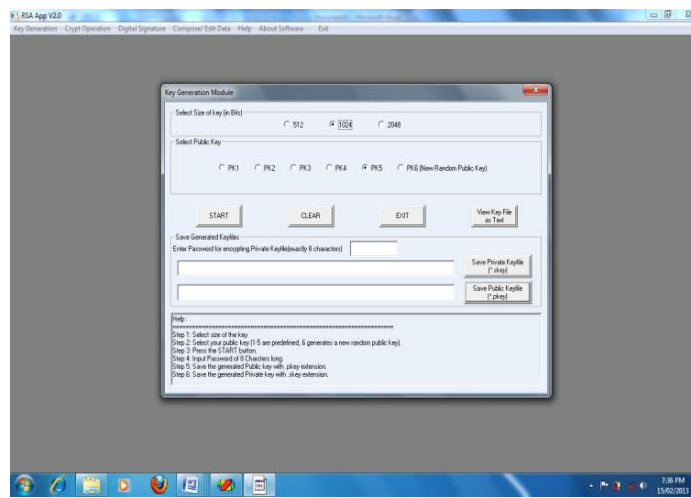 RSA App V2.0
Key Generation Crypt Operation Digital Signature Compose/ Edit Data Help About Software Exit
Key Generation Module
Select Size of key (in Bits)
512 1024 2048
Select Public Key
PK1 PK2 PK3 PK4 PK5 PK6 (New Random Public Key)
START CLEAR EXIT View Key File
as Text
Save Generated Keyfiles
Enter Password for encrypting Private Keyfile(exactly 8 characters)
Save Private Keyfile
(*.skey)
Save Public Keyfile
(*.pkey)
Help :
Step 1: Select size of the key.
Step 2: Select your public key (1-5 are predefined, 6 generates a new random public key).
Step 3: Press the START button.
Step 4: Input Password of 8 Charcters long.
Step 5: Save the generated Public key with .pkey extension.
Step 6: Save the generated Private key with .skey extension.
7:36 PM
15/02/2013